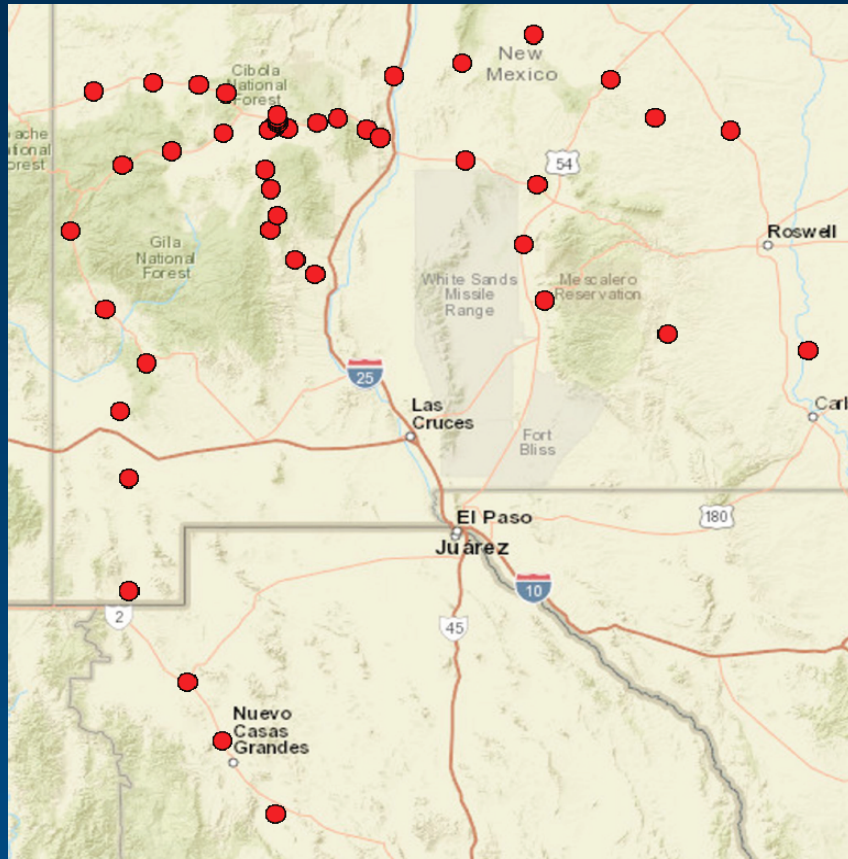 New
Mexico
Cibola
National
Forest
ache
ational
orest
54
Roswell
Gila
National
Forest
White Sands
Missile
Range
Mescalero
Reservation
25
Las
Cruces
Carl
Fort
Bliss
El Paso
180
Juárez
10
2
45
Nuevo
Casas
Grandes